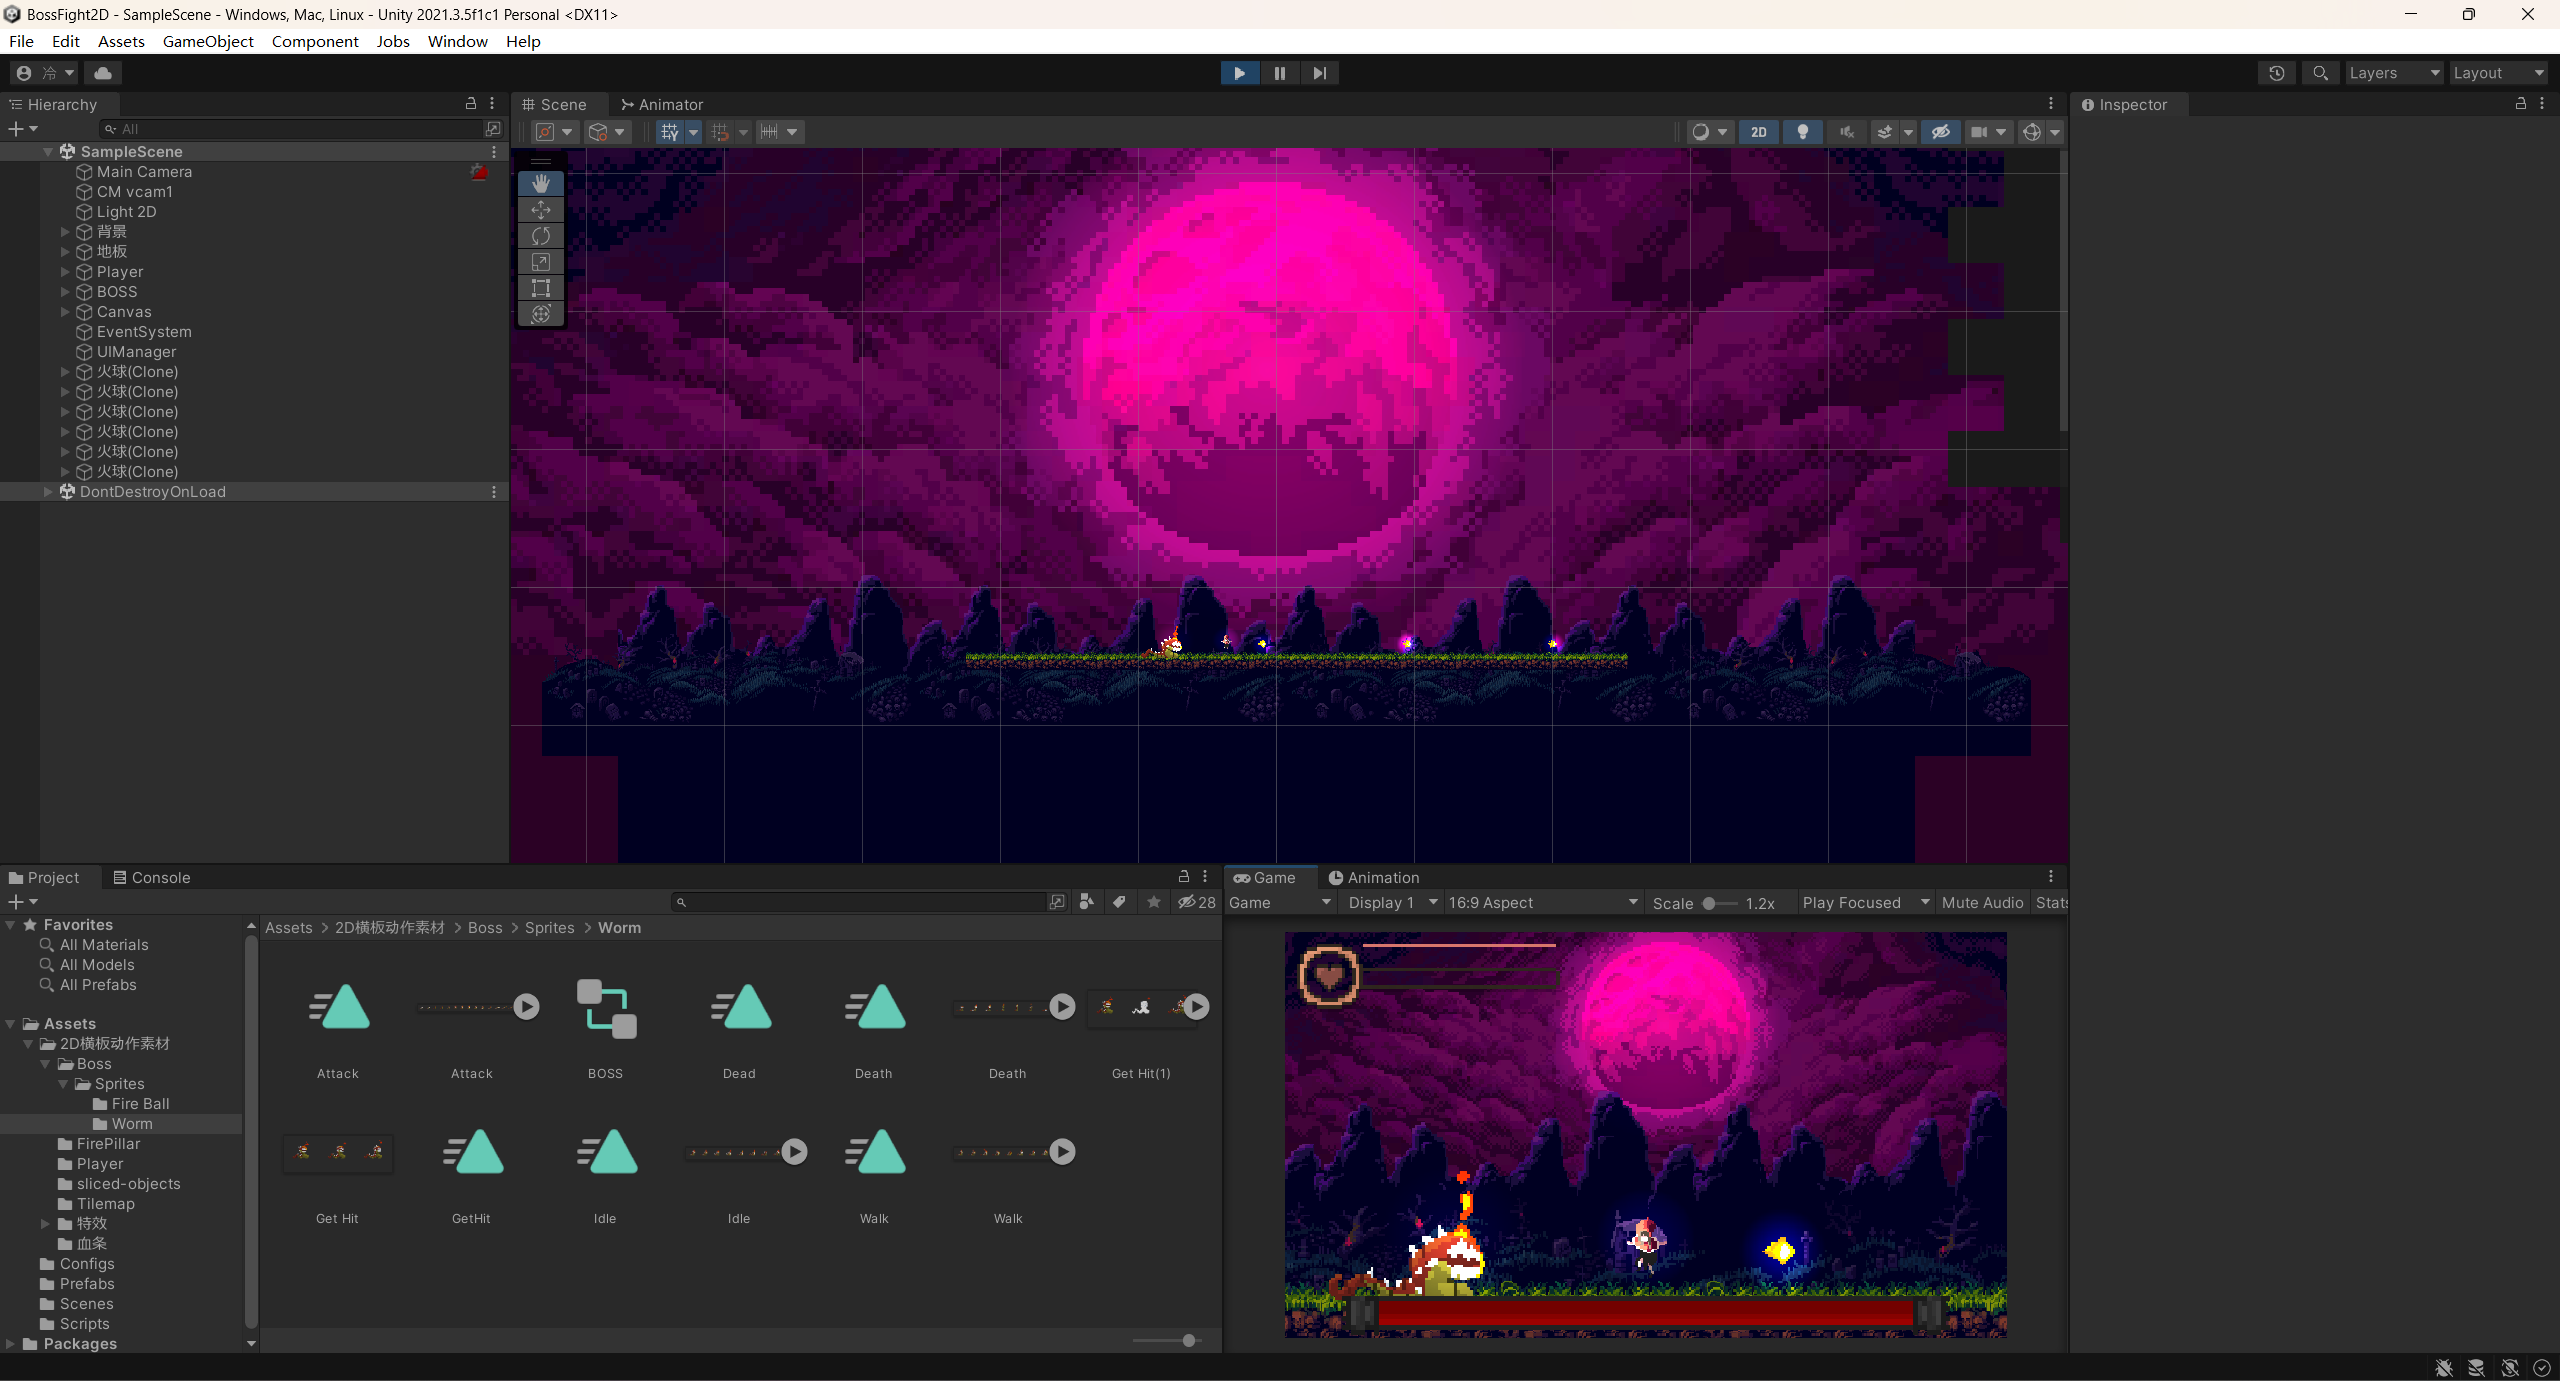 BossFight2D - SampleScene - Windows, Mac, Linux - Unity 2021.3.5f1c1 Personal <DX11>
File Edit Assets GameObject Component Jobs Window Help
冷 Layers Layout
Hierarchy
All
SampleScene
Main Camera
CM vcam1
Light 2D
背景
地板
Player
BOSS
Canvas
EventSystem
UIManager
火球(Clone)
火球(Clone)
火球(Clone)
火球(Clone)
火球(Clone)
火球(Clone)
DontDestroyOnLoad
Scene Animator
2D
Inspector
Project Console
28
Favorites
All Materials
All Models
All Prefabs
Assets
2D横板动作素材
Boss
Sprites
Fire Ball
Worm
FirePillar
Player
sliced-objects
Tilemap
特效
血条
Configs
Prefabs
Scenes
Scripts
Packages
Assets > 2D横板动作素材 > Boss > Sprites > Worm
Attack Attack BOSS Dead Death Death Get Hit(1)
Get Hit GetHit Idle Idle Walk Walk
Game Animation
Game Display 1 16:9 Aspect Scale 1.2x Play Focused Mute Audio Stats